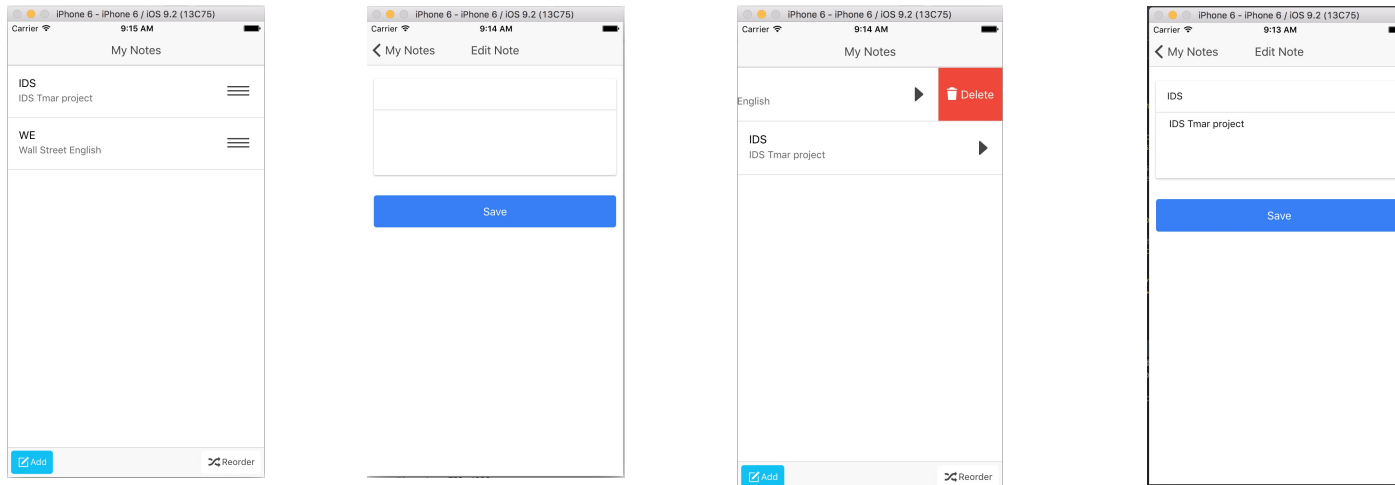 iPhone 6 - iPhone 6 / iOS 9.2 (13C75)
Carrier 9:15 AM
My Notes
IDS
IDS Tmar project
WE
Wall Street English
Add Reorder
iPhone 6 - iPhone 6 / iOS 9.2 (13C75)
Carrier 9:14 AM
My Notes Edit Note
Save
iPhone 6 - iPhone 6 / iOS 9.2 (13C75)
Carrier 9:14 AM
My Notes
English
Delete
IDS
IDS Tmar project
Add Reorder
iPhone 6 - iPhone 6 / iOS 9.2 (13C75)
Carrier 9:13 AM
My Notes Edit Note
IDS
IDS Tmar project
Save